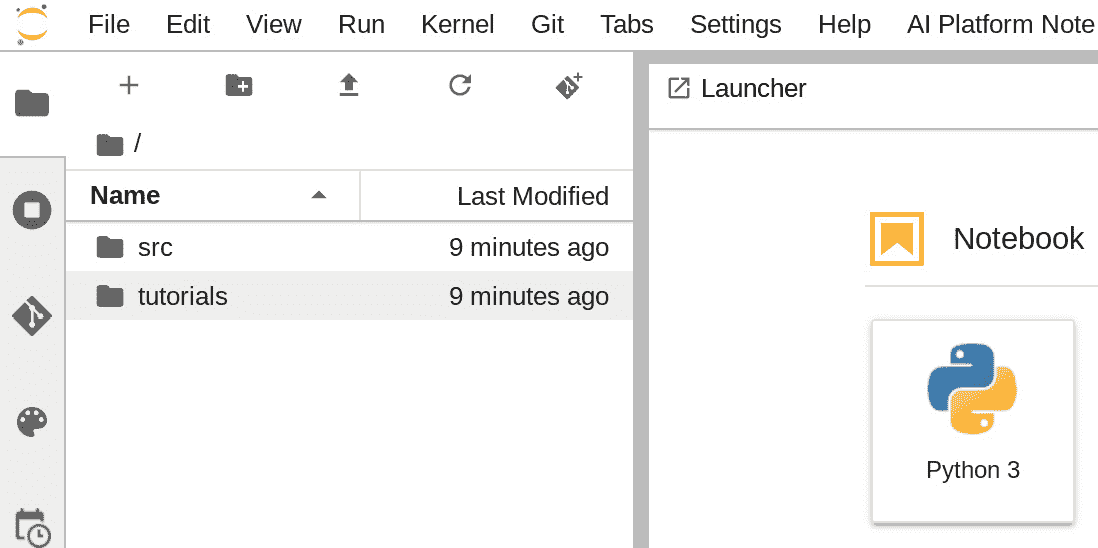 File Edit View Run Kernel Git Tabs Settings Help AI Platform Note
Launcher
/
Name Last Modified
src 9 minutes ago
tutorials 9 minutes ago
Notebook
Python 3